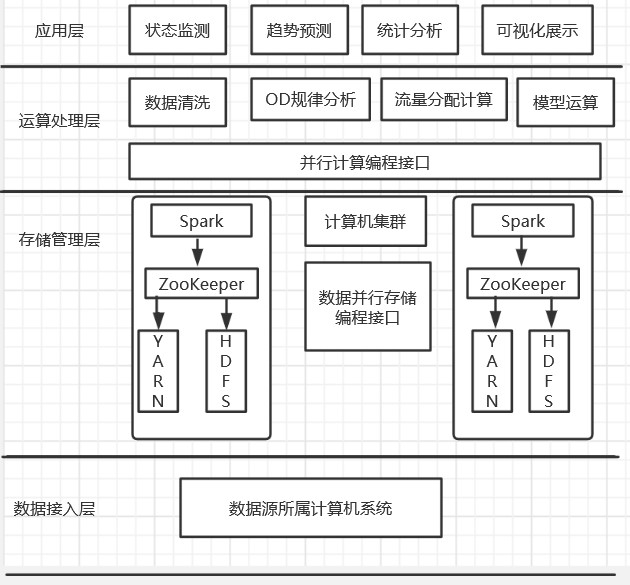 应用层
状态监测
趋势预测
统计分析
可视化展示
运算处理层
数据清洗
OD规律分析
流量分配计算
模型运算
并行计算编程接口
存储管理层
Spark
ZooKeeper
YARN
HDFS
计算机集群
数据并行存储
编程接口
Spark
ZooKeeper
YARN
HDFS
数据接入层
数据源所属计算机系统